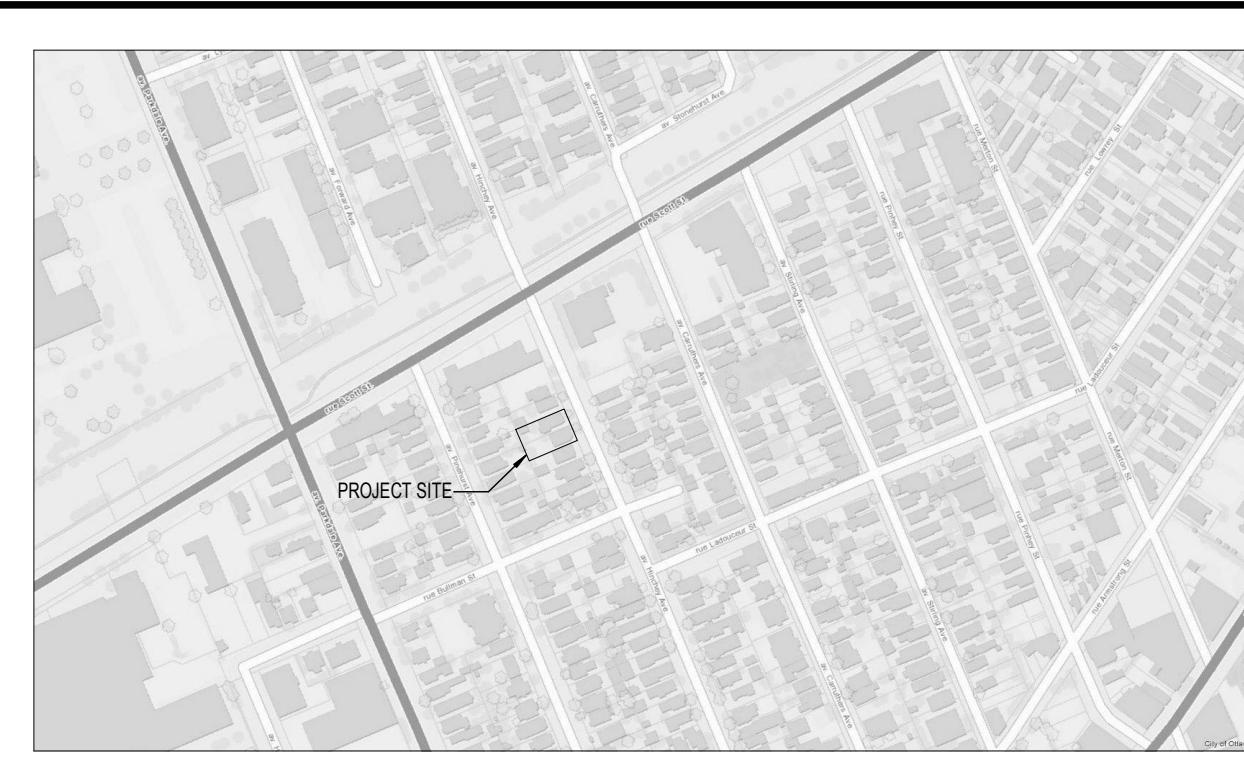 av Parkdale Ave
av Forward Ave
av Hinchey Ave
av Carruthers Ave
av Stonehurst Ave
rue Merton St
rue Lowrey St
rue Scott St
rue Pinhey St
av Stirling Ave
av Carruthers Ave
rue Ladouceur St
rue Scott St
av Pinehurst Ave
PROJECT SITE
rue Merton St
av Parkdale Ave
rue Ladouceur St
rue Pinhey St
rue Bullman St
av Hinchey Ave
av Stirling Ave
rue Armstrong St
av Carruthers Ave